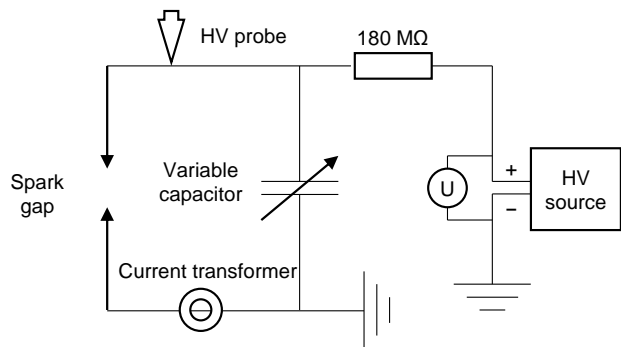 HV probe
180 MΩ
Spark
gap
Variable
capacitor
U
+
−
HV
source
Current transformer